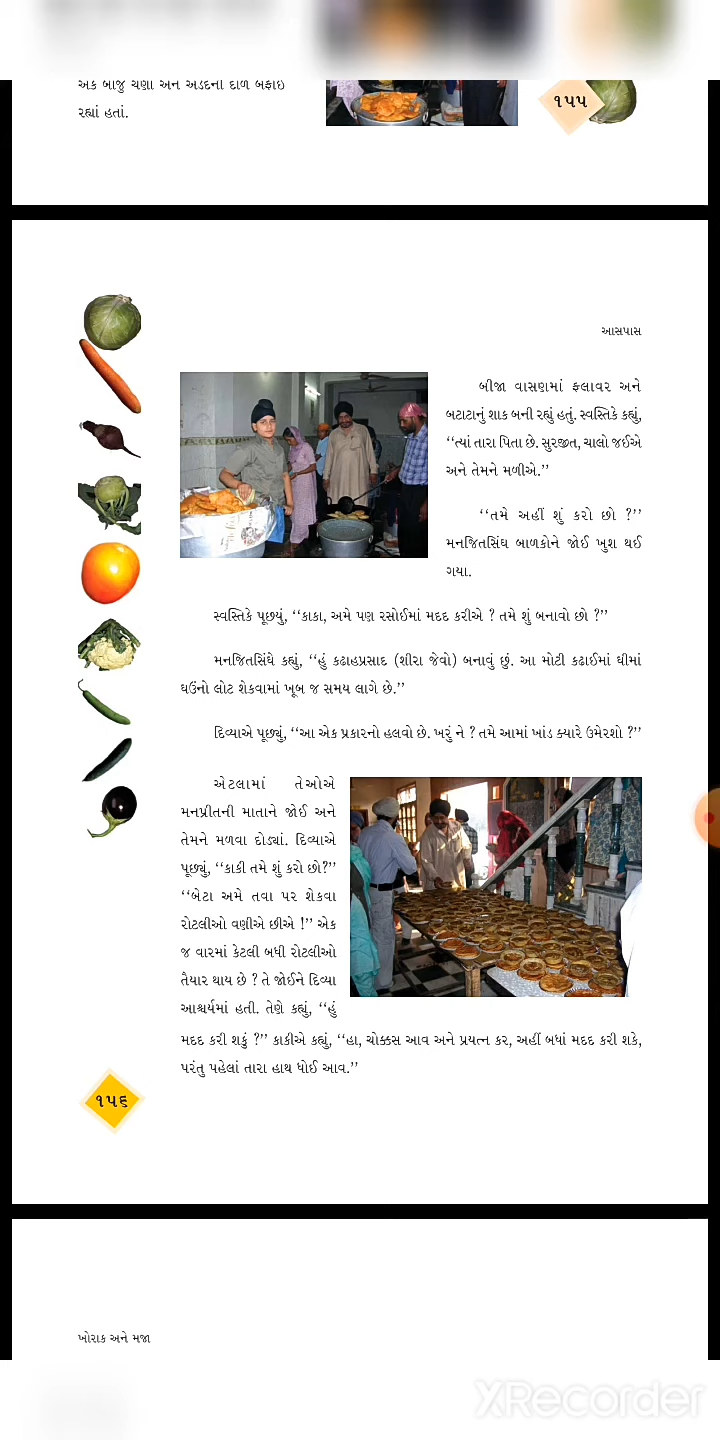 એક બાજુ ચણા અને અડદની દાળ બફાઈ
રહ્યાં હતાં.
૧૫૫
આસપાસ
બીજા વાસણમાં ફ્લાવર અને
બટાટાનું શાક બની રહ્યું હતું. સ્વસ્તિકે કહ્યું,
‘‘ત્યાં તારા પિતા છે. સુરજીત, ચાલો જઈએ
અને તેમને મળીએ.’’
‘‘તમે અહીં શું કરો છો ?’’
મનજિતસિંઘ બાળકોને જોઈ ખુશ થઈ
ગયા.
સ્વસ્તિકે પૂછયું, ‘‘કાકા, અમે પણ રસોઈમાં મદદ કરીએ ? તમે શું બનાવો છો ?’’
મનજિતસિંઘે કહ્યું, ‘‘હું કઢાહપ્રસાદ (શીરા જેવો) બનાવું છું. આ મોટી કઢાઈમાં ઘીમાં
ઘઉંનો લોટ શેકવામાં ખૂબ જ સમય લાગે છે.’’
દિવ્યાએ પૂછ્યું, ‘‘આ એક પ્રકારનો હલવો છે. ખરું ને ? તમે આમાં ખાંડ ક્યારે ઉમેરશો ?’’
એટલામાં તેઓએ
મનપ્રીતની માતાને જોઈ અને
તેમને મળવા દોડ્યાં. દિવ્યાએ
પૂછ્યું, ‘‘કાકી તમે શું કરો છો?’’
‘‘બેટા અમે તવા પર શેકવા
રોટલીઓ વણીએ છીએ !’’ એક
જ વારમાં કેટલી બધી રોટલીઓ
તૈયાર થાય છે ? તે જોઈને દિવ્યા
આશ્ચર્યમાં હતી. તેણે કહ્યું, ‘‘હું
મદદ કરી શકું ?’’ કાકીએ કહ્યું, ‘‘હા, ચોક્કસ આવ અને પ્રયત્ન કર, અહીં બધાં મદદ કરી શકે,
પરંતુ પહેલાં તારા હાથ ધોઈ આવ.’’
૧૫૬
ખોરાક અને મજા
XRecorder